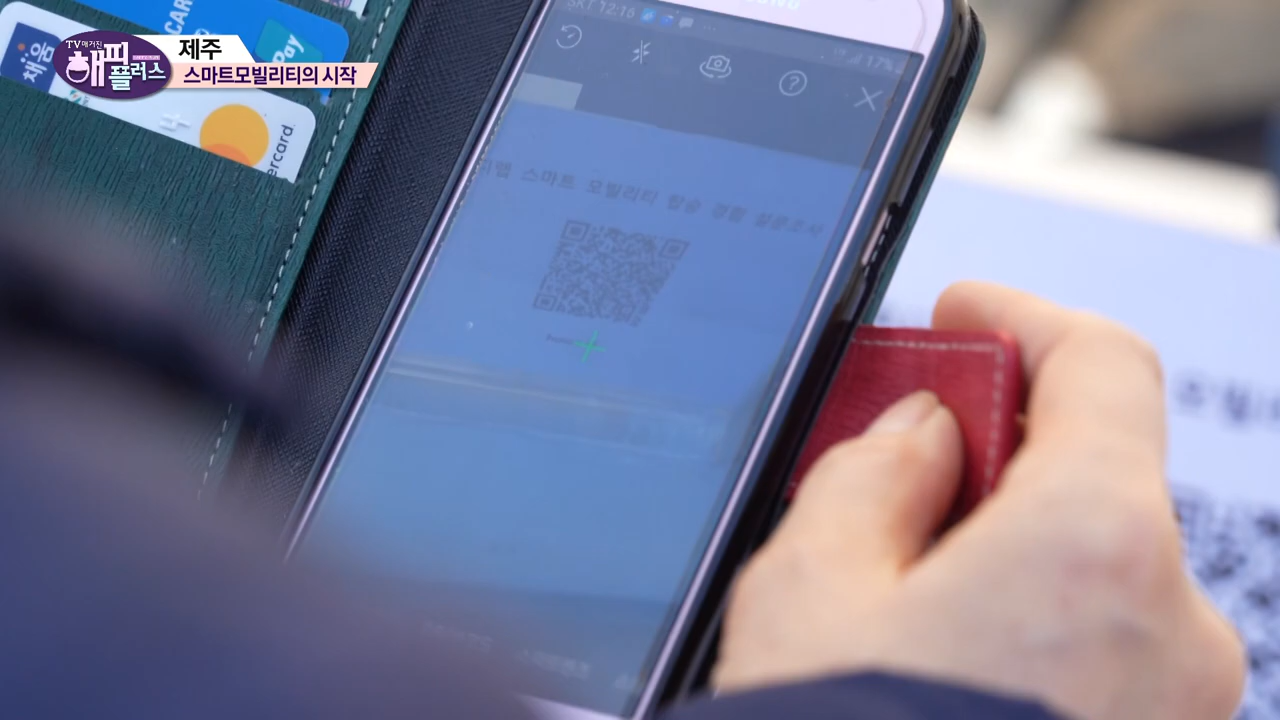 TV매거진
해피플러스
제주
스마트모빌리티의 시작
채움
CARD
Pay
ercard
SKT 12:16
17%
스마트 모빌리티 탑승 경험 설문조사